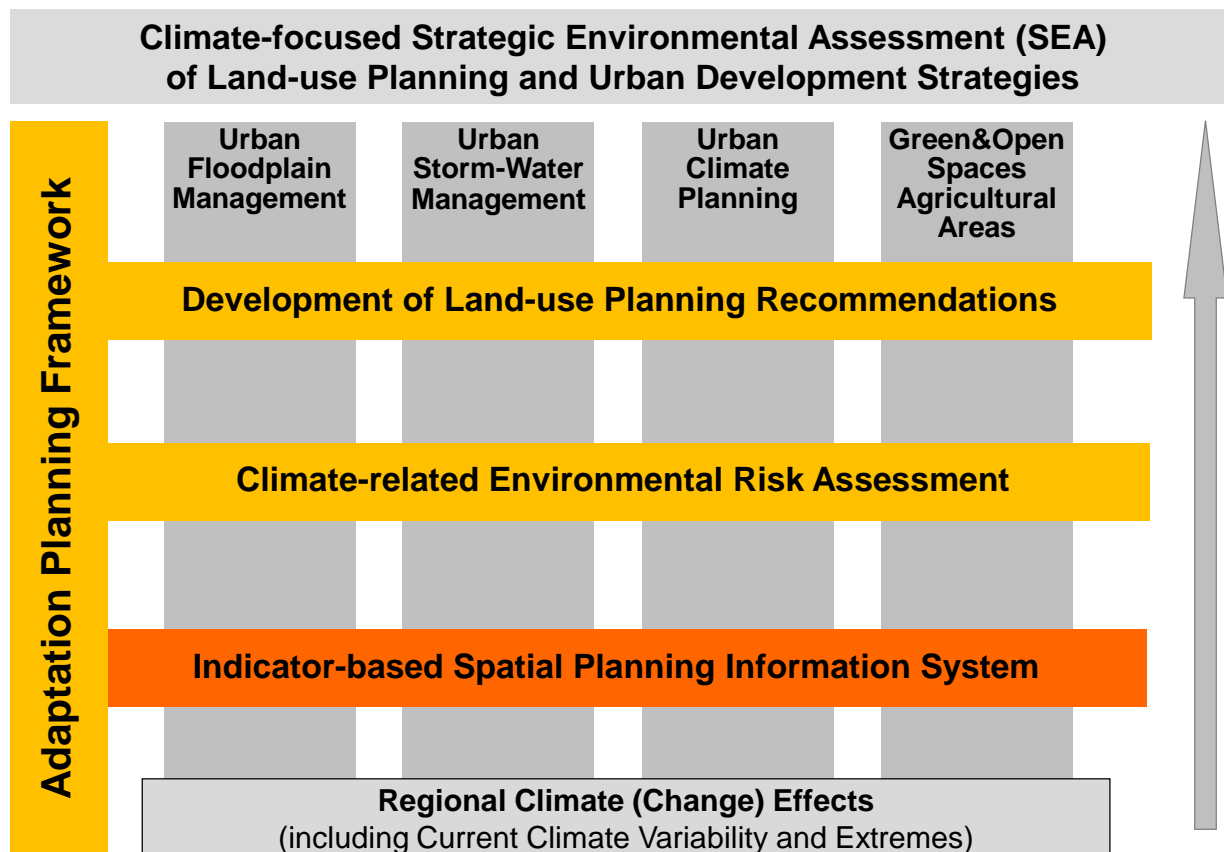 Climate-focused Strategic Environmental Assessment (SEA)
of Land-use Planning and Urban Development Strategies
Adaptation Planning Framework
Urban
Floodplain
Management
Urban
Storm-Water
Management
Urban
Climate
Planning
Green&Open
Spaces
Agricultural
Areas
Development of Land-use Planning Recommendations
Climate-related Environmental Risk Assessment
Indicator-based Spatial Planning Information System
Regional Climate (Change) Effects
(including Current Climate Variability and Extremes)